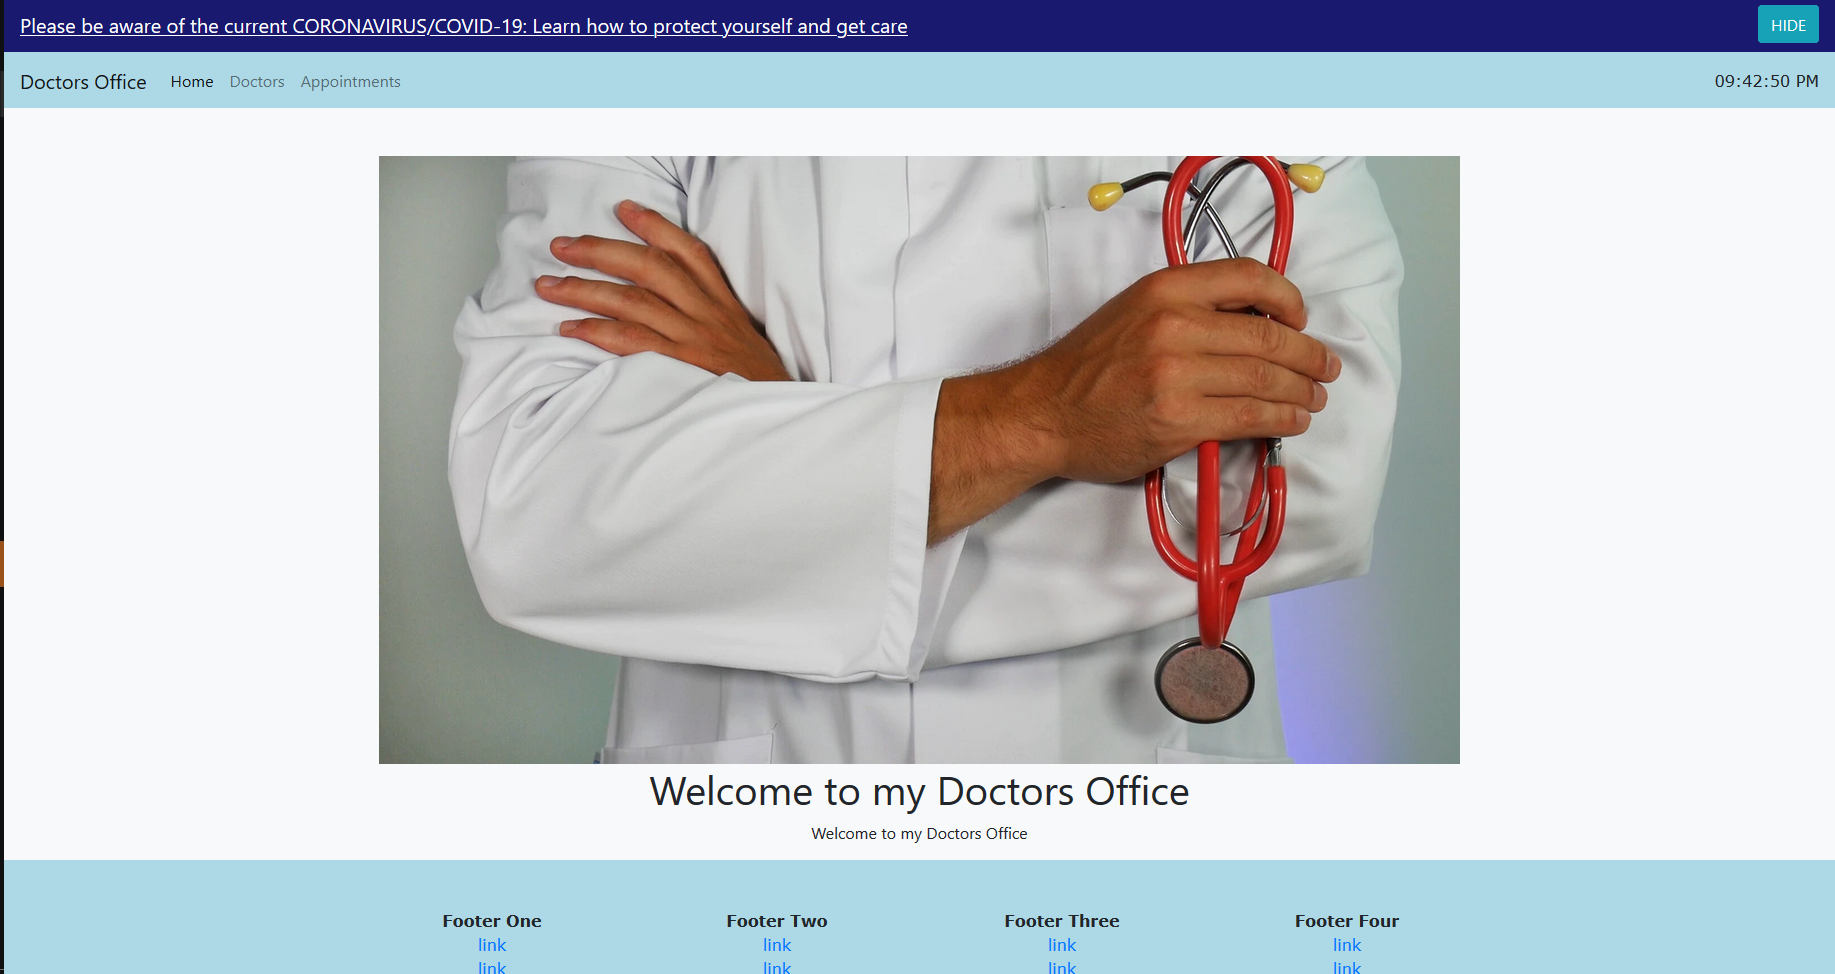 Please be aware of the current CORONAVIRUS/COVID-19: Learn how to protect yourself and get care
HIDE
Doctors Office Home Doctors Appointments 09:42:50 PM
Welcome to my Doctors Office
Welcome to my Doctors Office
Footer One Footer Two Footer Three Footer Four
link link link link
link link link link